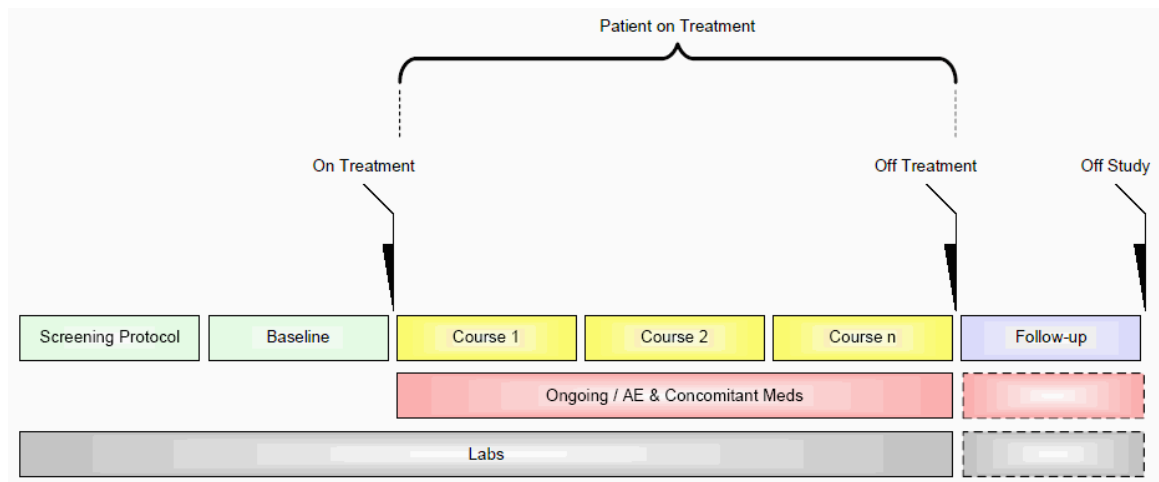 Patient on Treatment
On Treatment
Off Treatment
Off Study
Screening Protocol
Baseline
Course 1
Course 2
Course n
Follow-up
Ongoing / AE & Concomitant Meds
Labs